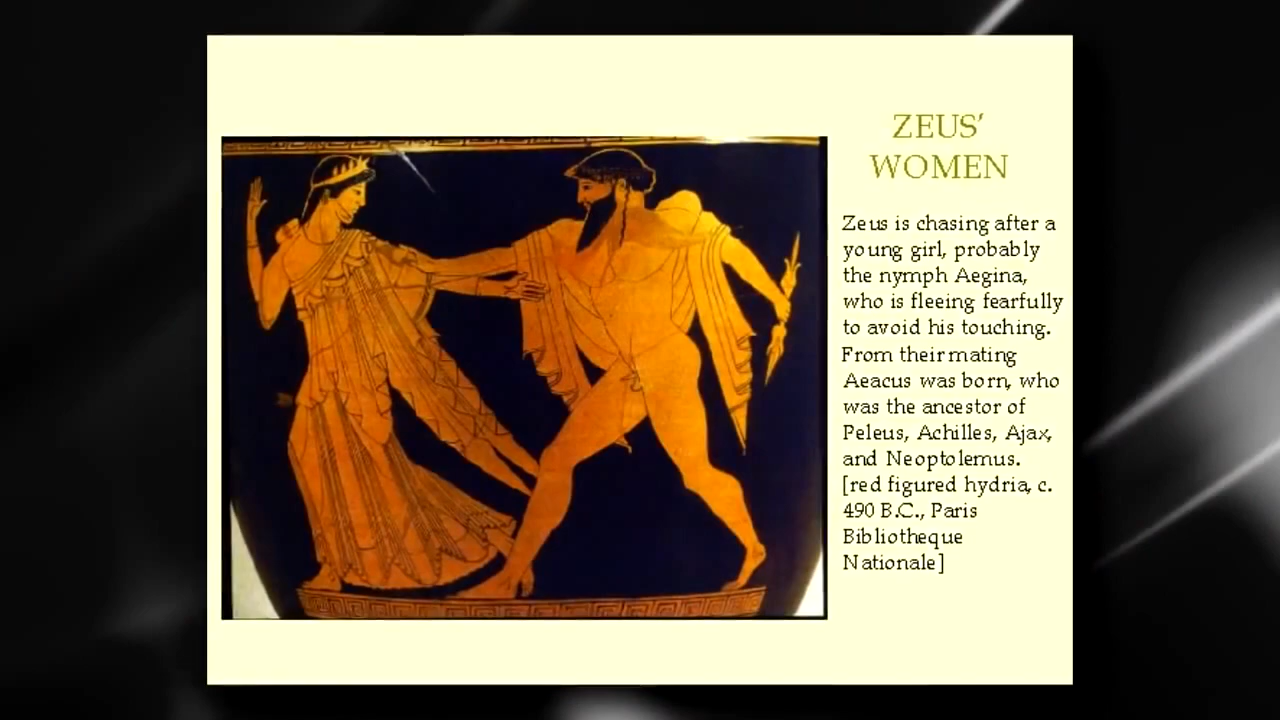 ZEUS'
WOMEN
Zeus is chasing after a
young girl, probably
the nymph Aegina,
who is fleeing fearfully
to avoid his touching.
From their mating
Aeacus was born, who
was the ancestor of
Peleus, Achilles, Ajax,
and Neoptolemus.
[red figured hydria, c.
490 B.C., Paris
Bibliotheque
Nationale]